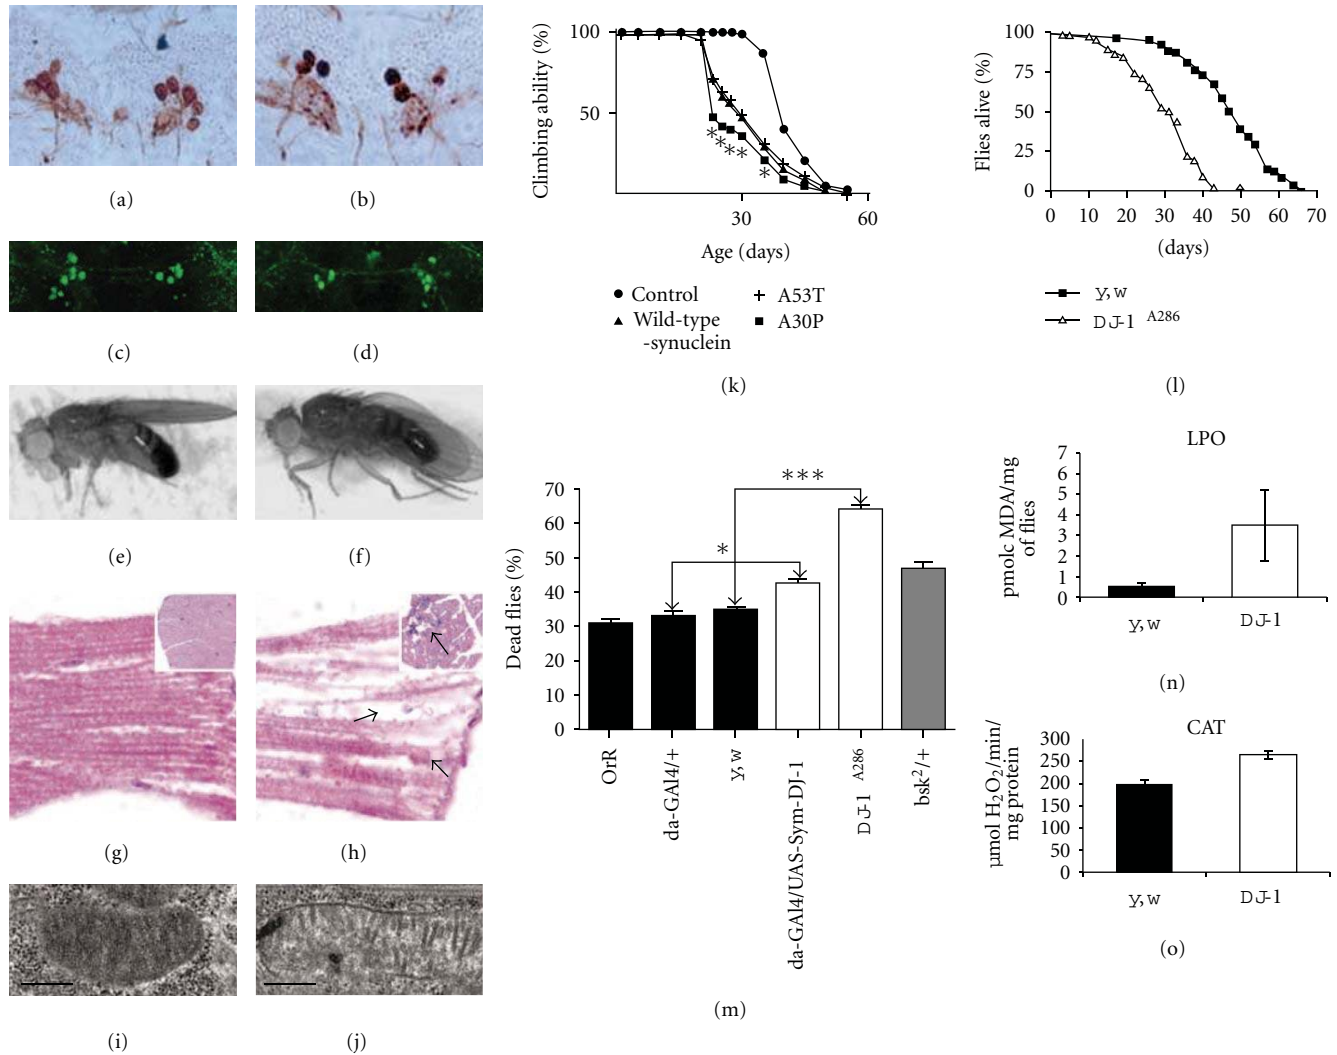 (a)
(b)
(c)
(d)
(e)
(f)
(g)
(h)
(i)
(j)
Climbing ability (%)
100
50
30
60
Age (days)
Control
A53T
Wild-type
-synuclein
A30P
∗
∗
∗∗
∗
(k)
Flies alive (%)
100
75
50
25
0
0 10 20 30 40 50 60 70
(days)
y, w
DJ-1 A286
(l)
Dead flies (%)
70
60
50
40
30
20
10
0
∗
∗∗∗
OrR
da-GAl4/+
y, w
da-GAl4/UAS-Sym-DJ-1
DJ-1 A286
bsk²/+
(m)
LPO
pmolc MDA/mg
of flies
7
6
5
4
3
2
1
0
y, w
DJ-1
(n)
CAT
µmol H₂O₂/min/
mg protein
300
250
200
150
100
50
0
y, w
DJ-1
(o)